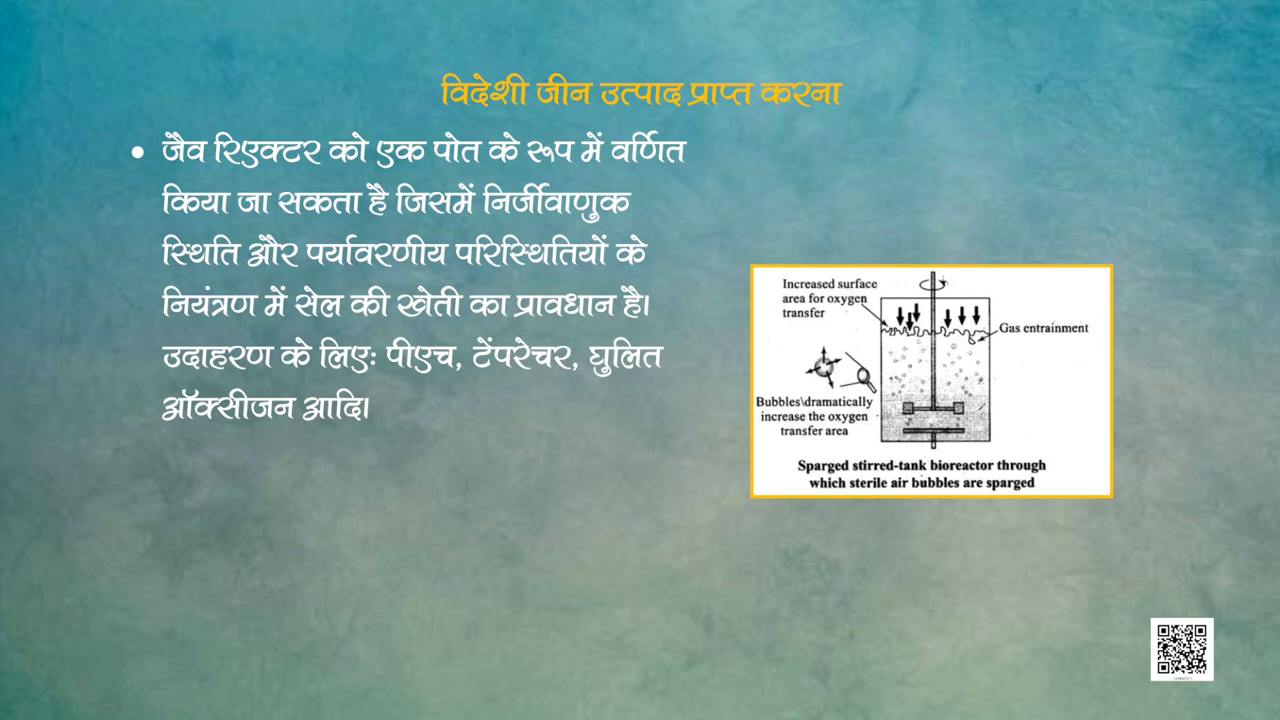 विदेशी जीन उत्पाद प्राप्त करना
• जैव रिएक्टर को एक पोत के रूप में वर्णित
किया जा सकता है जिसमें निर्जीवाणुक
स्थिति और पर्यावरणीय परिस्थितियों के
नियंत्रण में सेल की खेती का प्रावधान है।
उदाहरण के लिए: पीएच, टेंपरेचर, घुलित
ऑक्सीजन आदि।
Increased surface
area for oxygen
transfer
Gas entrainment
Bubbles\dramatically
increase the oxygen
transfer area
Sparged stirred-tank bioreactor through
which sterile air bubbles are sparged